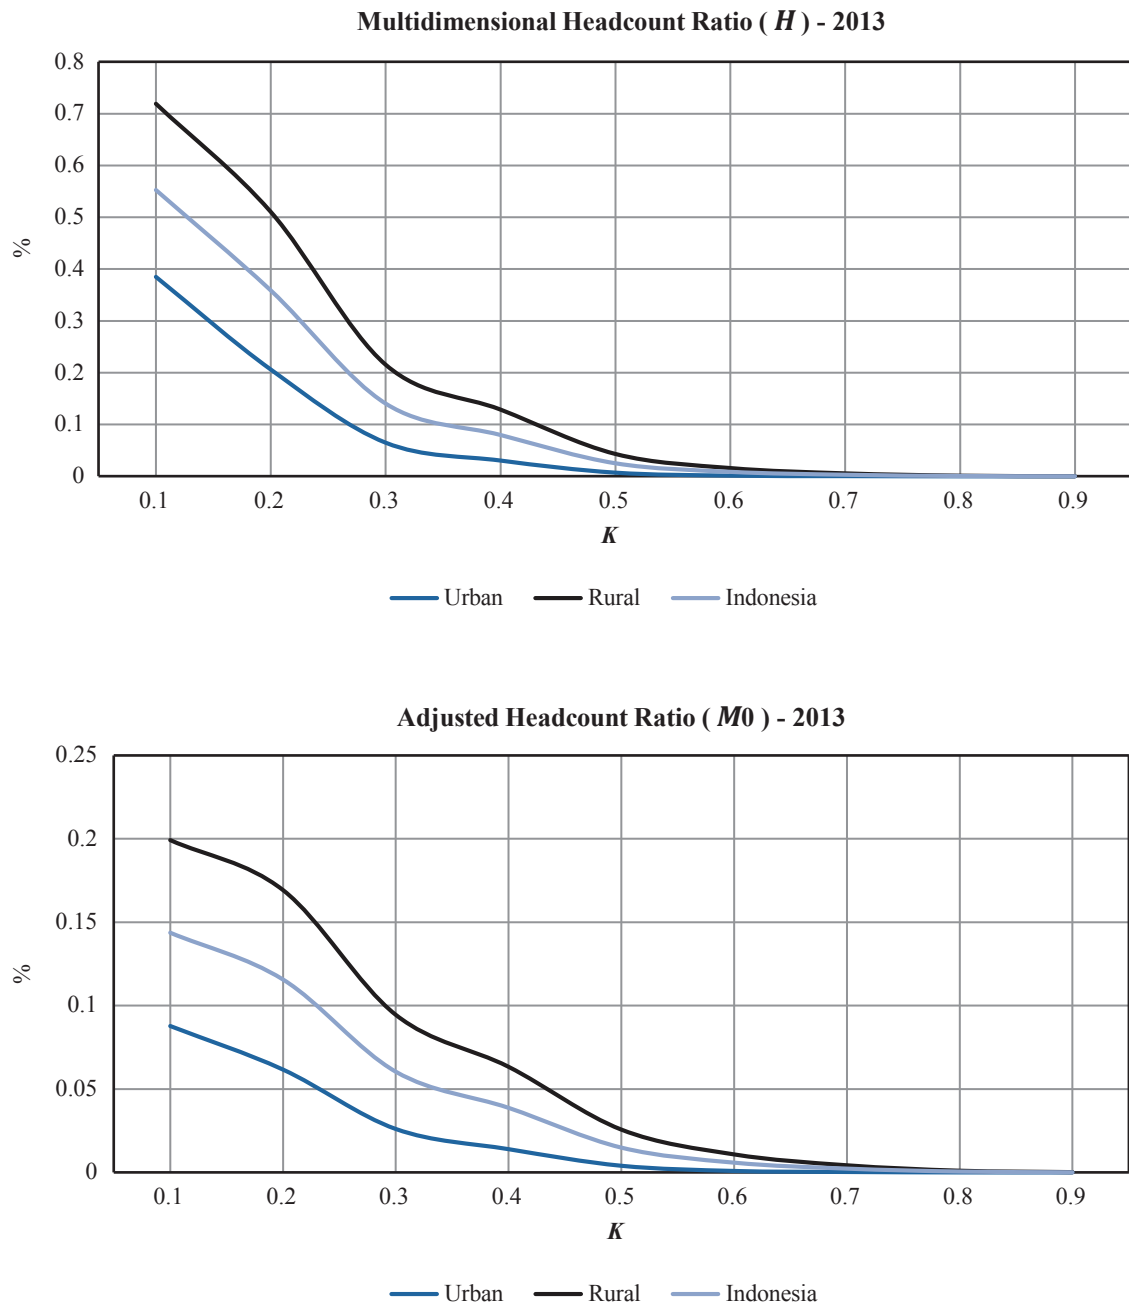 Multidimensional Headcount Ratio ( H ) - 2013
0.8
0.7
0.6
0.5
0.4
0.3
0.2
0.1
0
%
0.1 0.2 0.3 0.4 0.5 0.6 0.7 0.8 0.9
K
Urban Rural Indonesia
Adjusted Headcount Ratio ( M0 ) - 2013
0.25
0.2
0.15
0.1
0.05
0
%
0.1 0.2 0.3 0.4 0.5 0.6 0.7 0.8 0.9
K
Urban Rural Indonesia